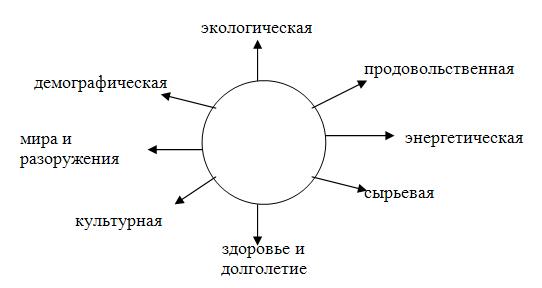 экологическая
продовольственная
демографическая
энергетическая
мира и
разоружения
сырьевая
культурная
здоровье и
долголетие